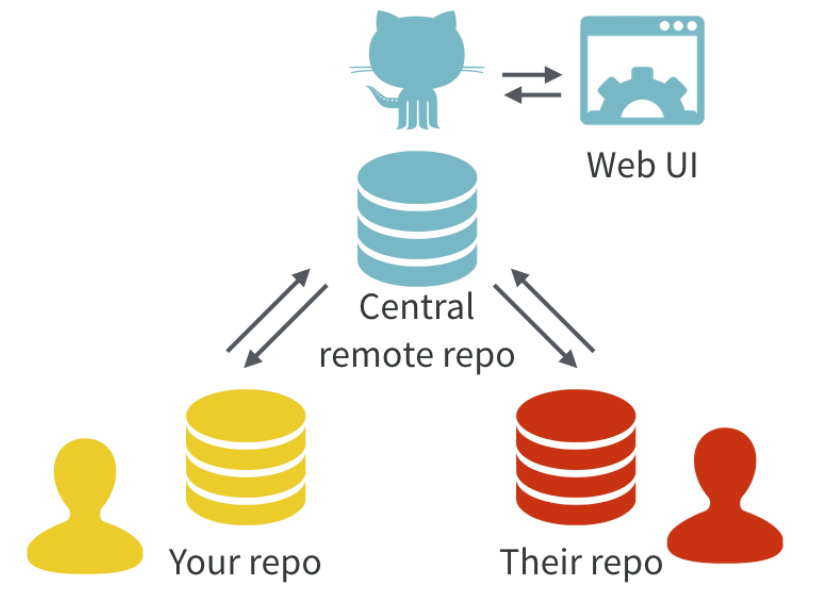 Web UI
Central
remote repo
Your repo
Their repo